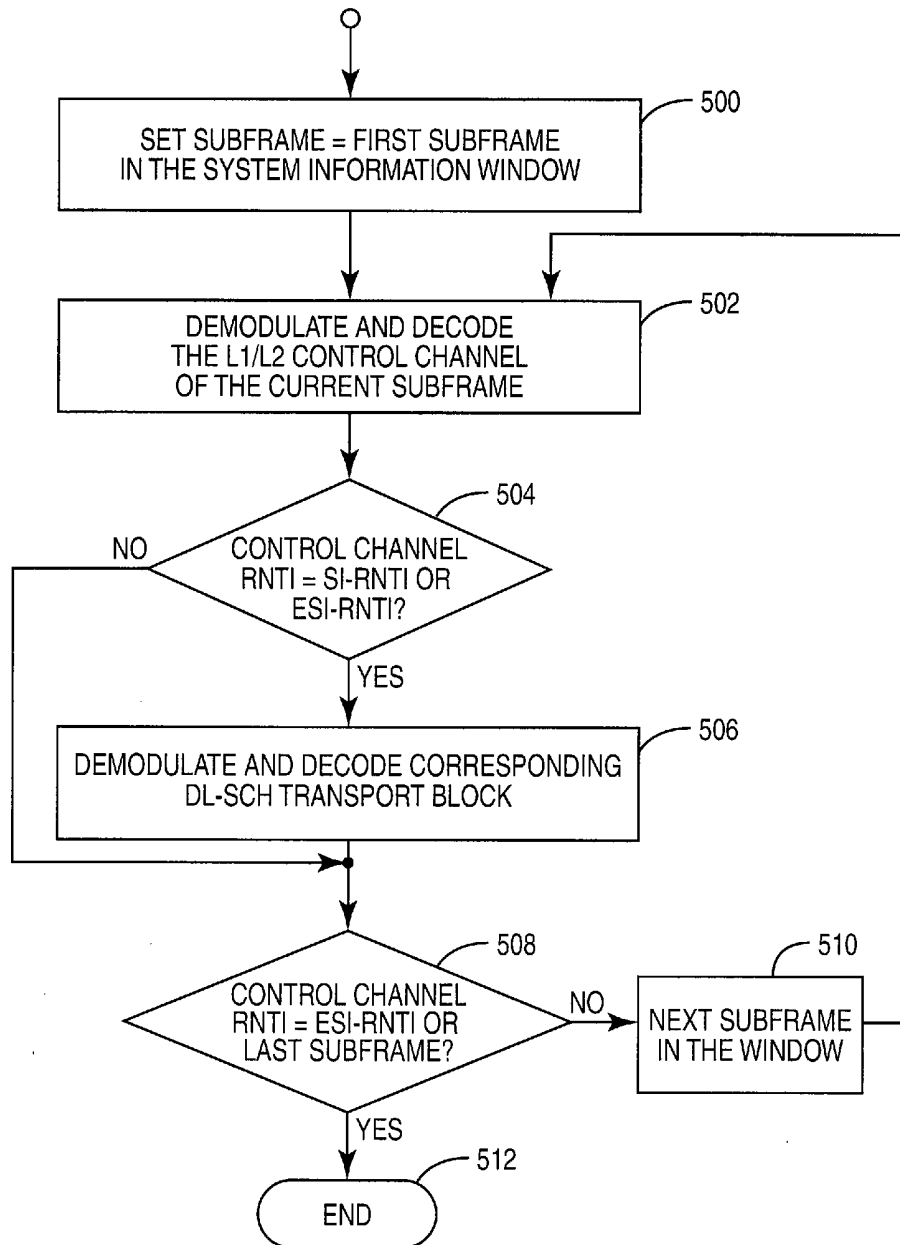 500
SET SUBFRAME = FIRST SUBFRAME
IN THE SYSTEM INFORMATION WINDOW
502
DEMODULATE AND DECODE
THE L1/L2 CONTROL CHANNEL
OF THE CURRENT SUBFRAME
504
NO
CONTROL CHANNEL
RNTI = SI-RNTI OR
ESI-RNTI?
YES
506
DEMODULATE AND DECODE CORRESPONDING
DL-SCH TRANSPORT BLOCK
508
CONTROL CHANNEL
RNTI = ESI-RNTI OR
LAST SUBFRAME?
NO
510
NEXT SUBFRAME
IN THE WINDOW
YES
512
END